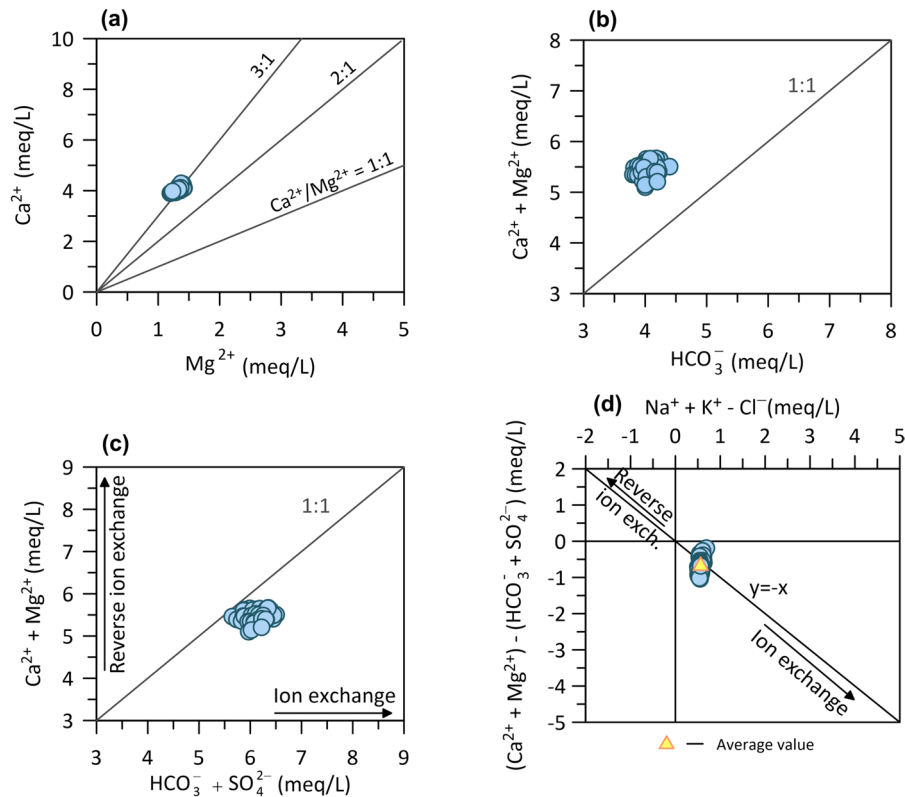 (a)
10
8
6
4
2
0
Ca²⁺ (meq/L)
3:1
2:1
Ca²⁺/Mg²⁺ = 1:1
0 1 2 3 4 5
Mg²⁺ (meq/L)
(b)
8
7
6
5
4
3
Ca²⁺ + Mg²⁺ (meq/L)
1:1
3 4 5 6 7 8
HCO₃⁻ (meq/L)
(c)
9
8
7
6
5
4
3
Ca²⁺ + Mg²⁺ (meq/L)
Reverse ion exchange
1:1
Ion exchange
3 4 5 6 7 8 9
HCO₃⁻ + SO₄²⁻ (meq/L)
(d)
Na⁺ + K⁺ - Cl⁻(meq/L)
-2 -1 0 1 2 3 4 5
2
1
0
-1
-2
-3
-4
-5
(Ca²⁺ + Mg²⁺) - (HCO₃⁻ + SO₄²⁻) (meq/L)
Reverse
ion exch.
y=-x
Ion exchange
— Average value